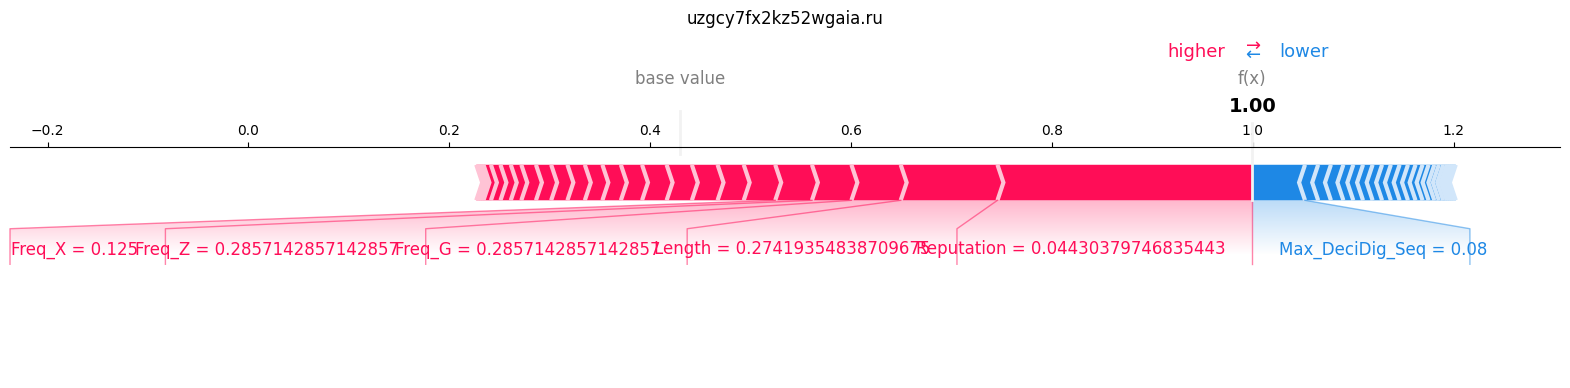 uzgcy7fx2kz52wgaia.ru
higher ⇄ lower
base value f(x)
1.00
−0.2 0.0 0.2 0.4 0.6 0.8 1.0 1.2
Freq_X = 0.125 Freq_Z = 0.2857142857142857 Freq_G = 0.2857142857142857 Length = 0.27419354838709675 Reputation = 0.04430379746835443 Max_DeciDig_Seq = 0.08